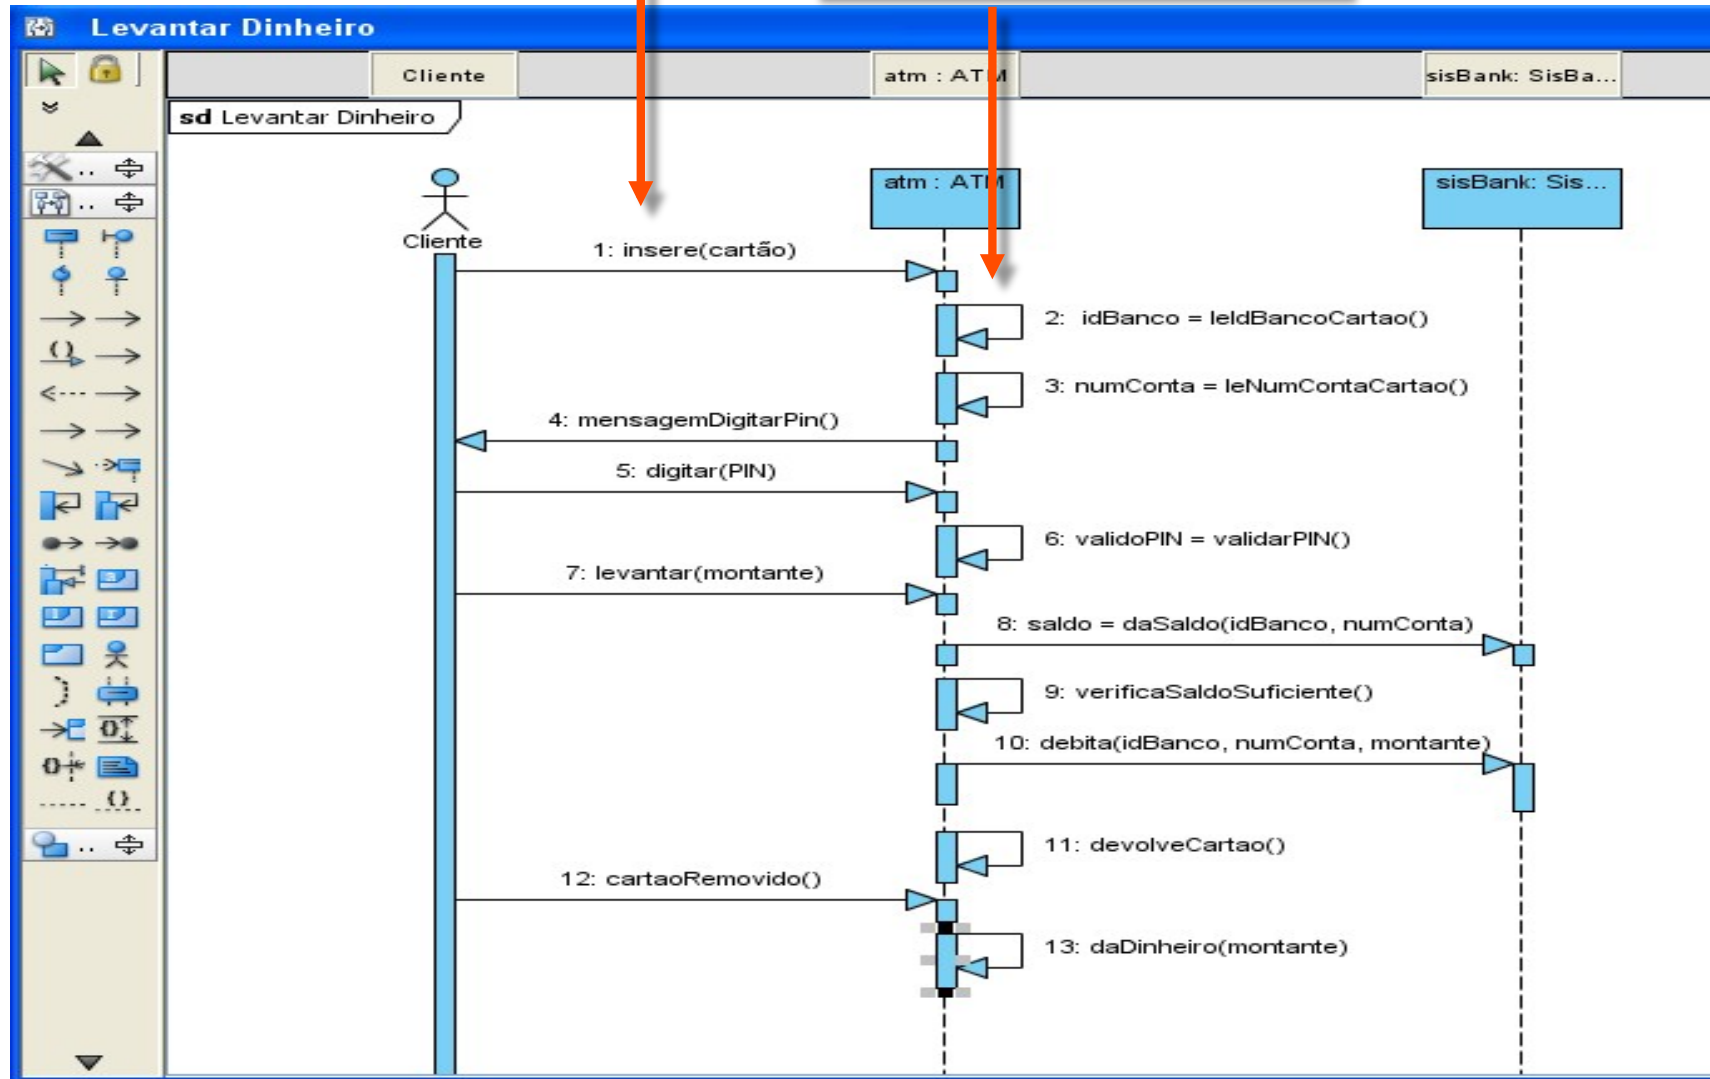 Levantar Dinheiro
Cliente
atm : ATM
sisBank: SisBa...
sd Levantar Dinheiro
atm : ATM
sisBank: Sis...
Cliente
1: insere(cartão)
2: idBanco = leIdBancoCartao()
3: numConta = leNumContaCartao()
4: mensagemDigitarPin()
5: digitar(PIN)
6: validoPIN = validarPIN()
7: levantar(montante)
8: saldo = daSaldo(idBanco, numConta)
9: verificaSaldoSuficiente()
10: debita(idBanco, numConta, montante)
11: devolveCartao()
12: cartaoRemovido()
13: daDinheiro(montante)